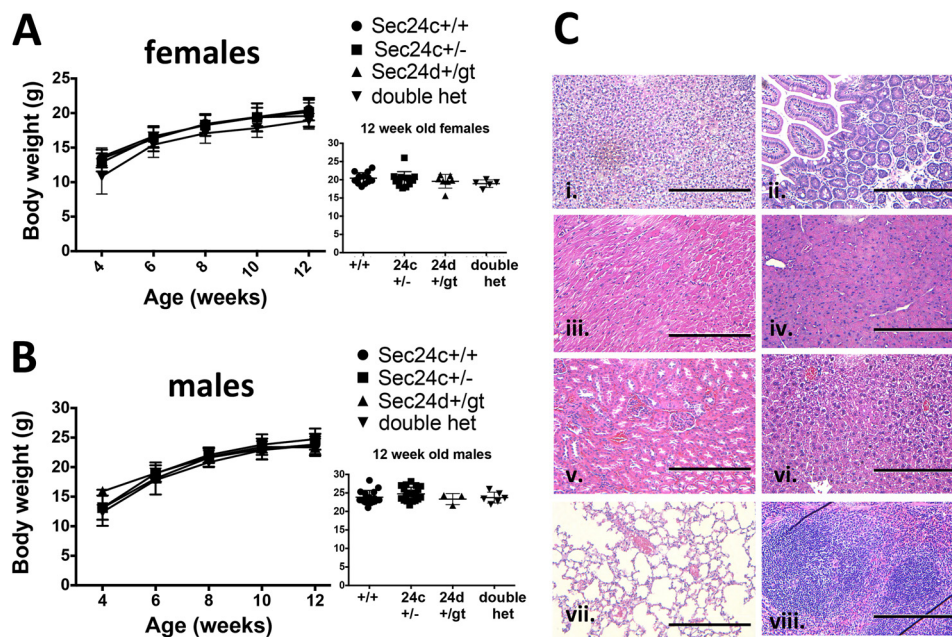 A
females
Sec24c+/+
Sec24c+/-
Sec24d+/gt
double het
Body weight (g)
25
20
15
10
5
0
4
6
8
10
12
Age (weeks)
12 week old females
30
25
20
15
10
5
0
+/+
24c
+/-
24d
+/gt
double
het
B
males
Sec24c+/+
Sec24c+/-
Sec24d+/gt
double het
Body weight (g)
30
25
20
15
10
5
0
4
6
8
10
12
Age (weeks)
12 week old males
30
25
20
15
10
5
0
+/+
24c
+/-
24d
+/gt
double
het
C
i.
ii.
iii.
iv.
v.
vi.
vii.
viii.